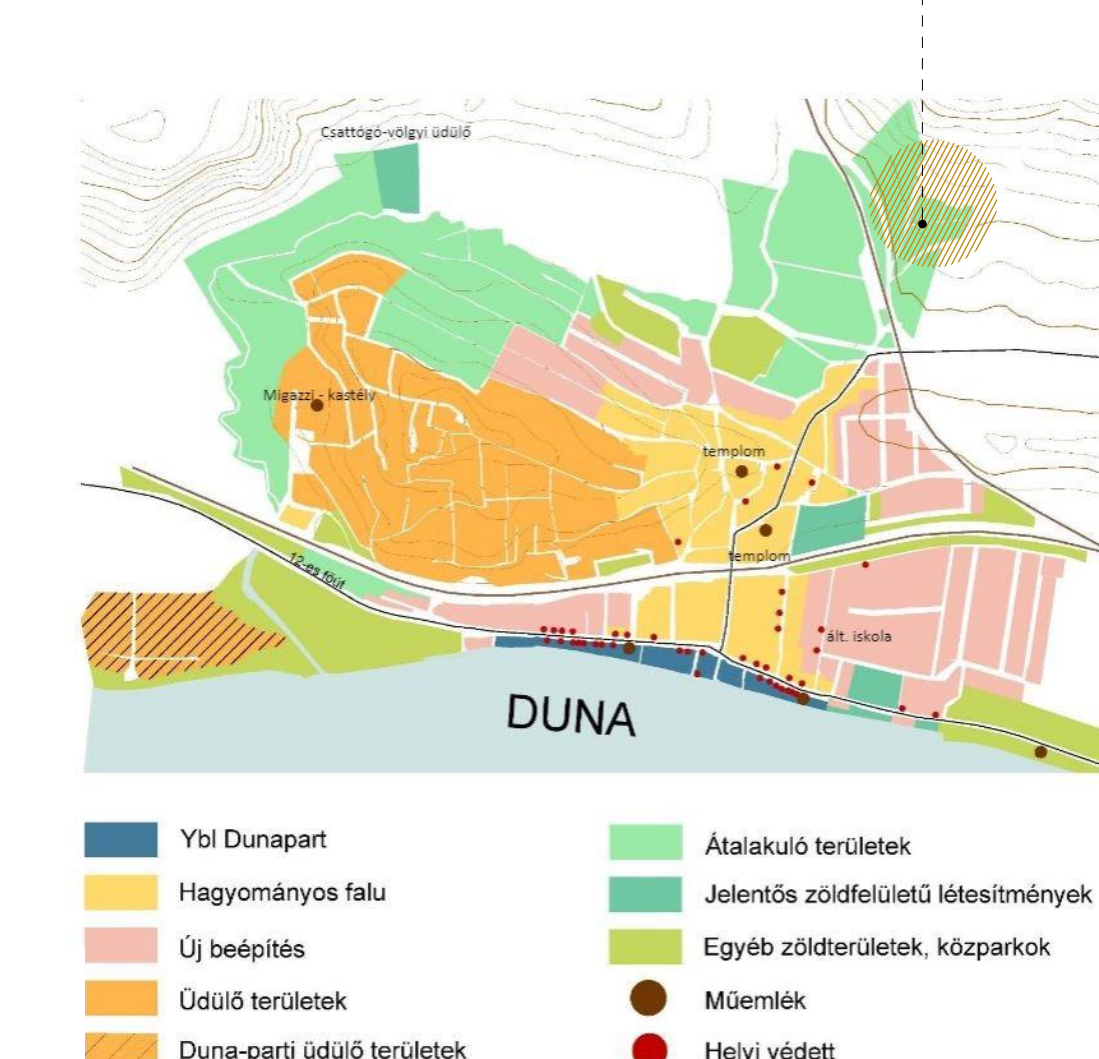 Csattogó-völgyi üdülő
Migazzi - kastély
templom
templom
12-es főút
ált. iskola
DUNA
Ybl Dunapart
Hagyományos falu
Új beépítés
Üdülő területek
Duna-parti üdülő területek
Átalakuló területek
Jelentős zöldfelületű létesítmények
Egyéb zöldterületek, közparkok
Műemlék
Helyi védett